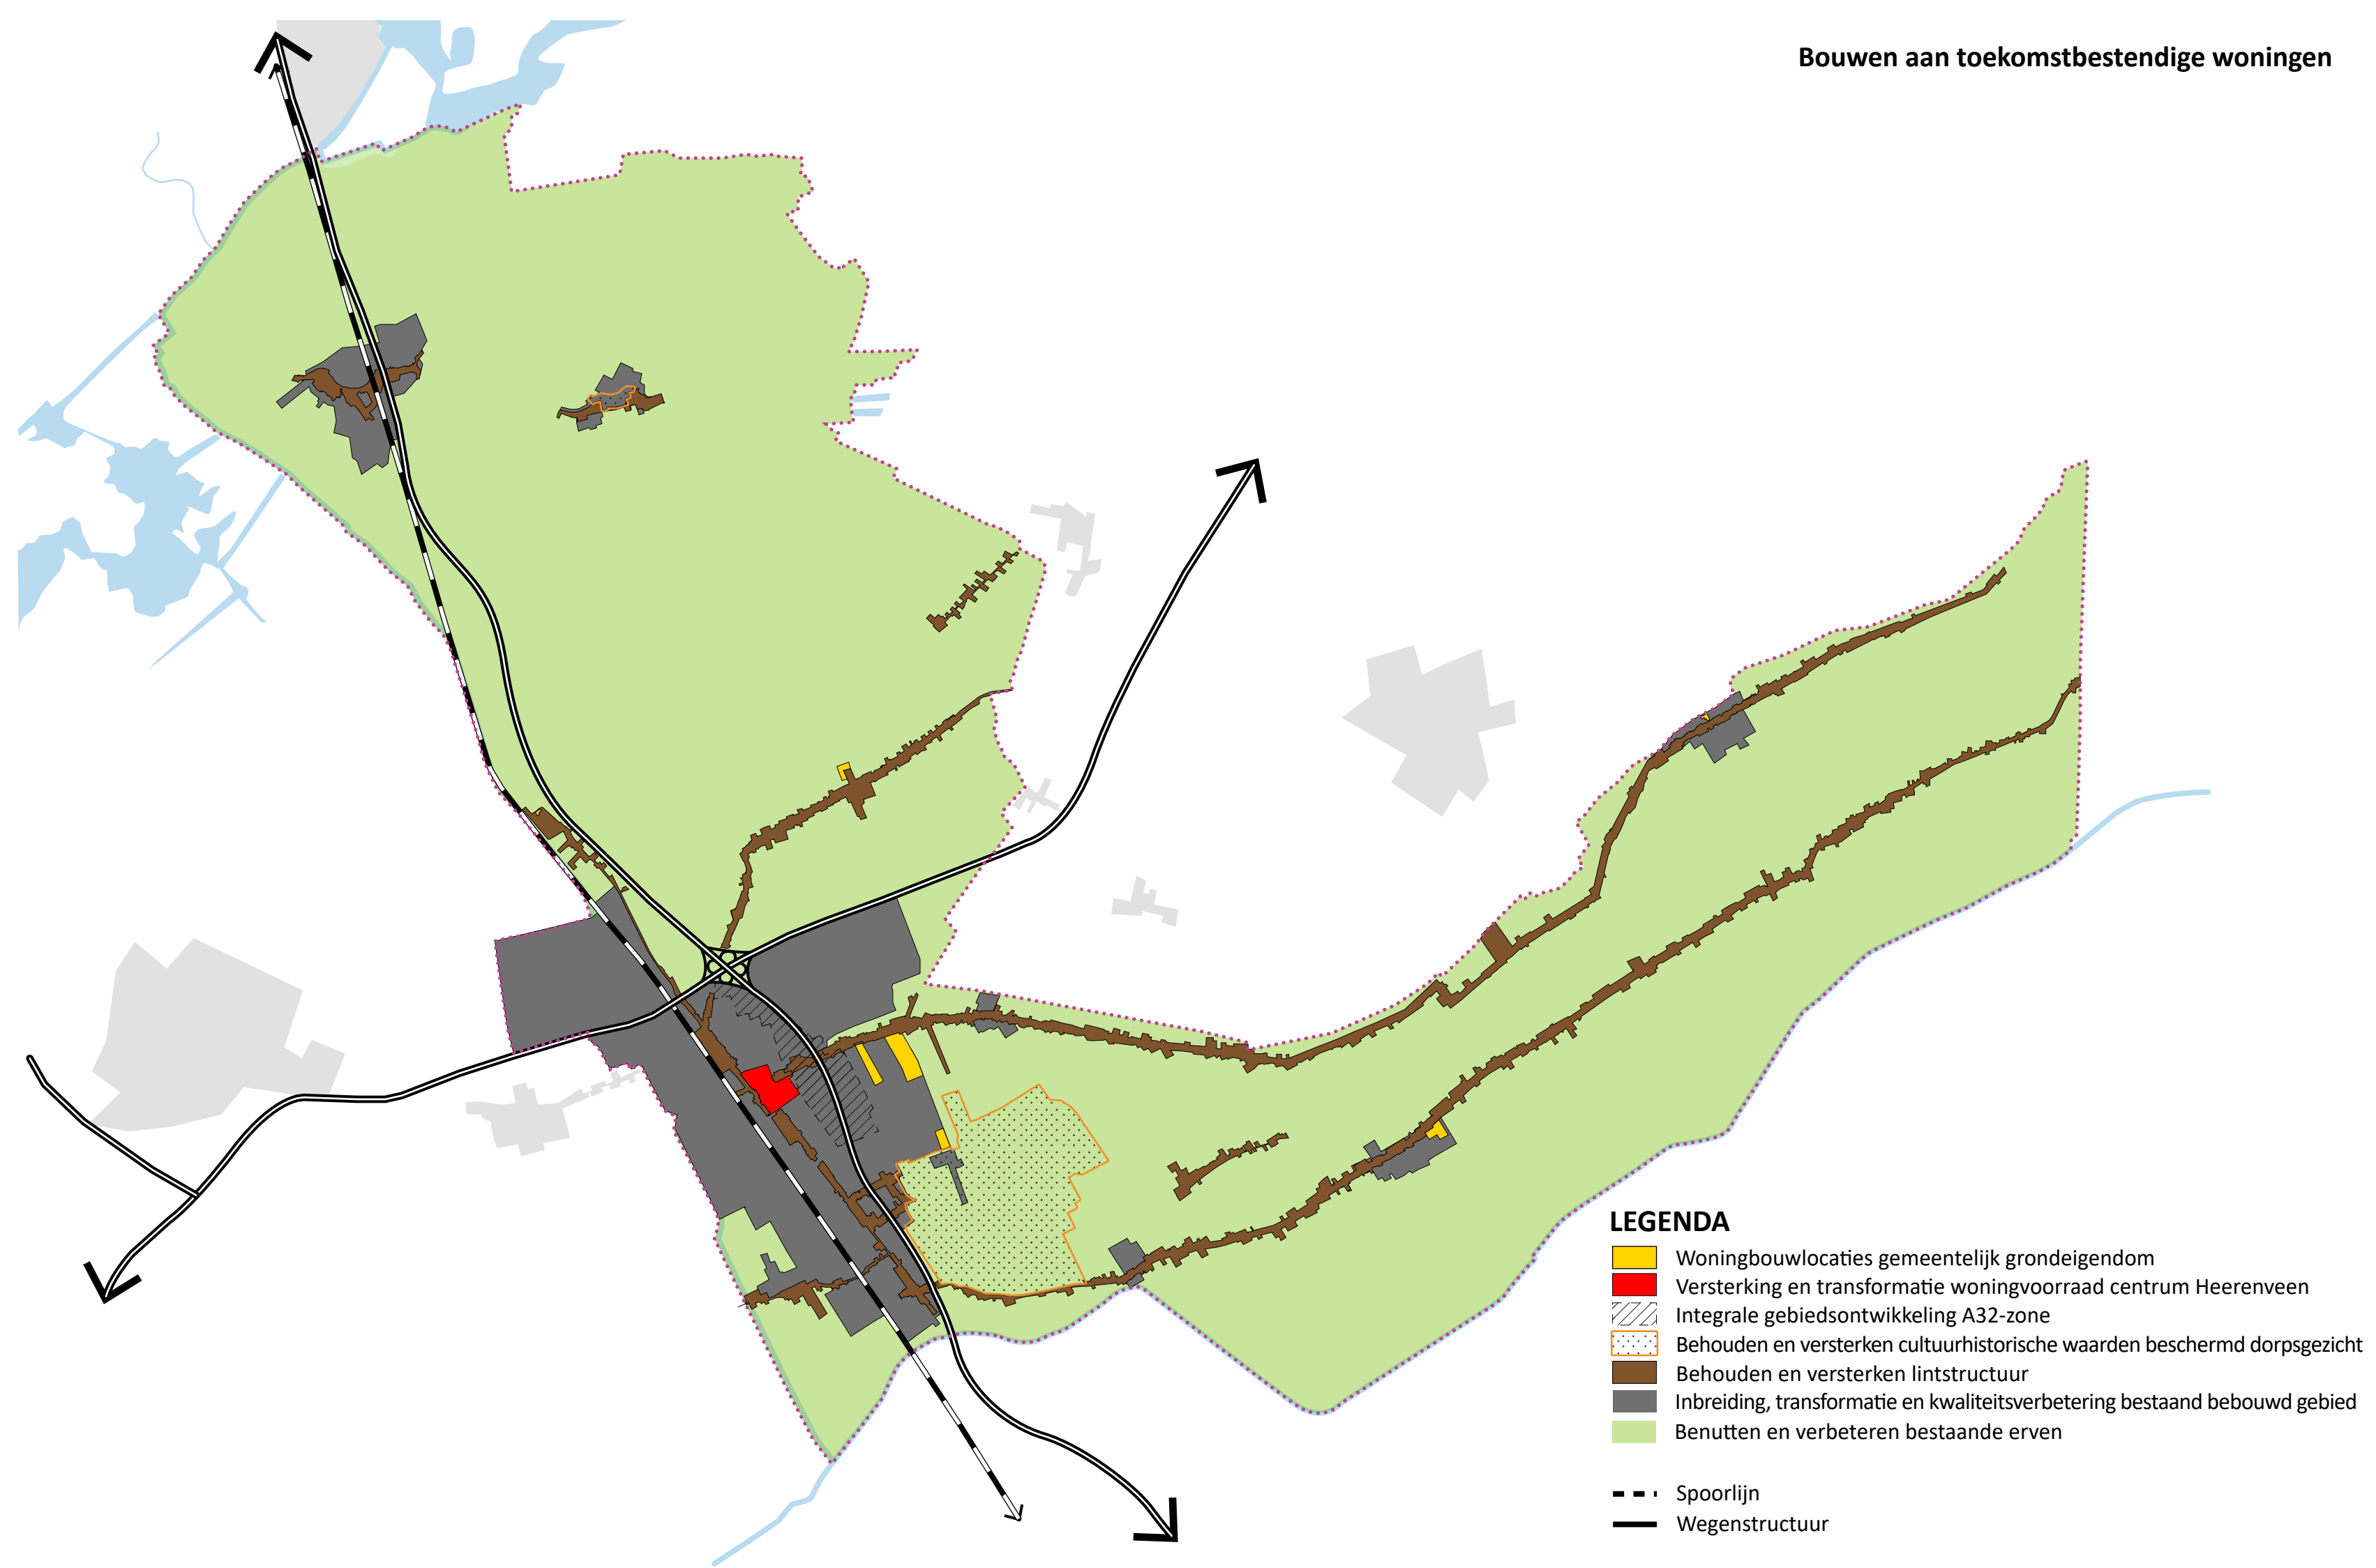 Bouwen aan toekomstbestendige woningen
LEGENDA
Woningbouwlocaties gemeentelijk grondeigendom
Versterking en transformatie woningvoorraad centrum Heerenveen
Integrale gebiedsontwikkeling A32-zone
Behouden en versterken cultuurhistorische waarden beschermd dorpsgezicht
Behouden en versterken lintstructuur
Inbreiding, transformatie en kwaliteitsverbetering bestaand bebouwd gebied
Benutten en verbeteren bestaande erven
Spoorlijn
Wegenstructuur